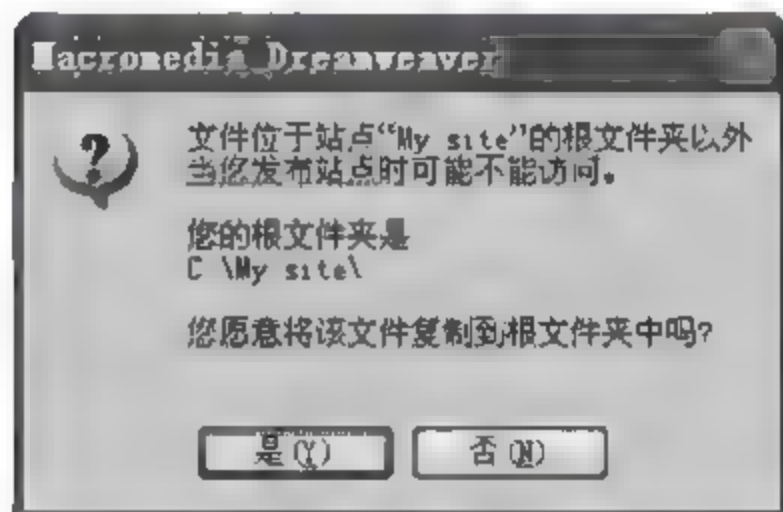 Macromedia Dreamweaver
文件位于站点“My site”的根文件夹以外
当您发布站点时可能不能访问。
您的根文件夹是
C \My site\
您愿意将该文件复制到根文件夹中吗?
是(Y)
否(N)